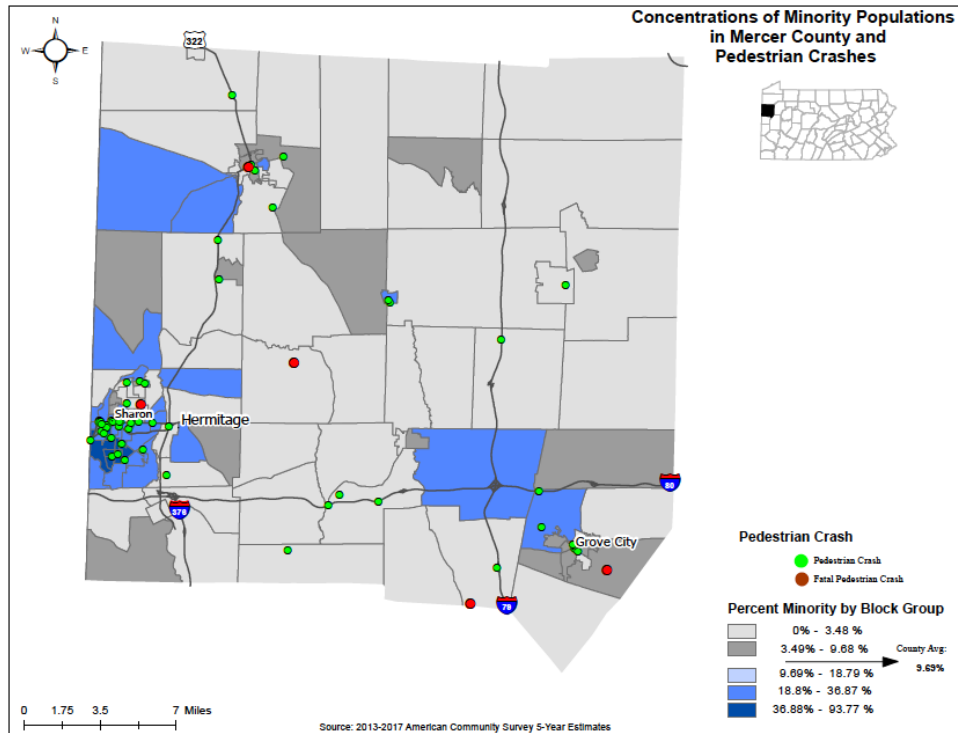 Concentrations of Minority Populations
in Mercer County and
Pedestrian Crashes
N
W E
S
322
Sharon
Hermitage
80
376
Grove City
79
Pedestrian Crash
Pedestrian Crash
Fatal Pedestrian Crash
Percent Minority by Block Group
0% - 3.48 %
3.49% - 9.68 %
County Avg:
9.69%
9.69% - 18.79 %
18.8% - 36.87 %
36.88% - 93.77 %
0 1.75 3.5 7 Miles
Source: 2013-2017 American Community Survey 5-Year Estimates